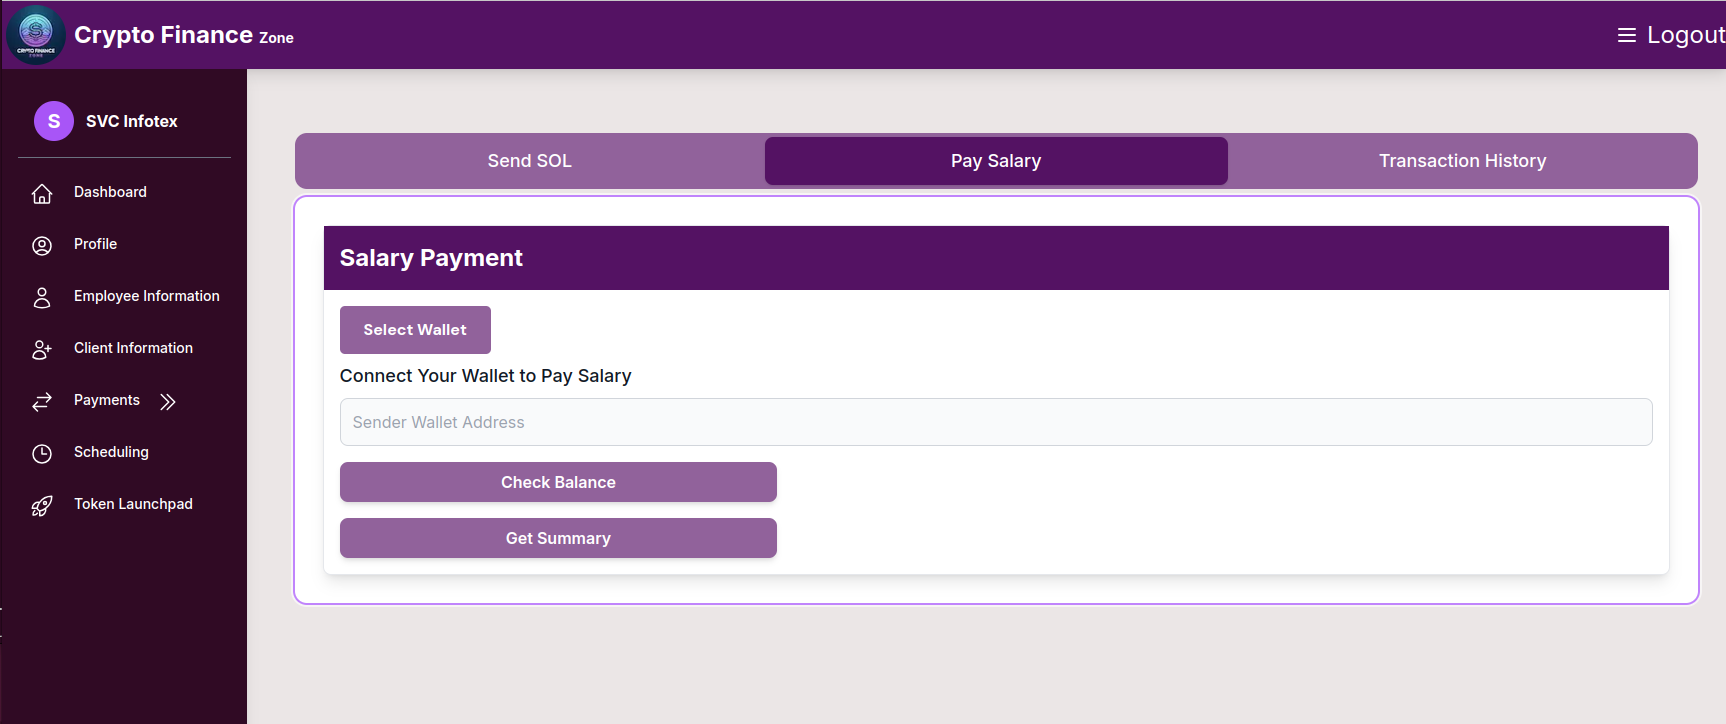 CRYPTO FINANCE
Crypto Finance Zone
Logout
S
SVC Infotex
Dashboard
Profile
Employee Information
Client Information
Payments
Scheduling
Token Launchpad
Send SOL
Pay Salary
Transaction History
Salary Payment
Select Wallet
Connect Your Wallet to Pay Salary
Sender Wallet Address
Check Balance
Get Summary